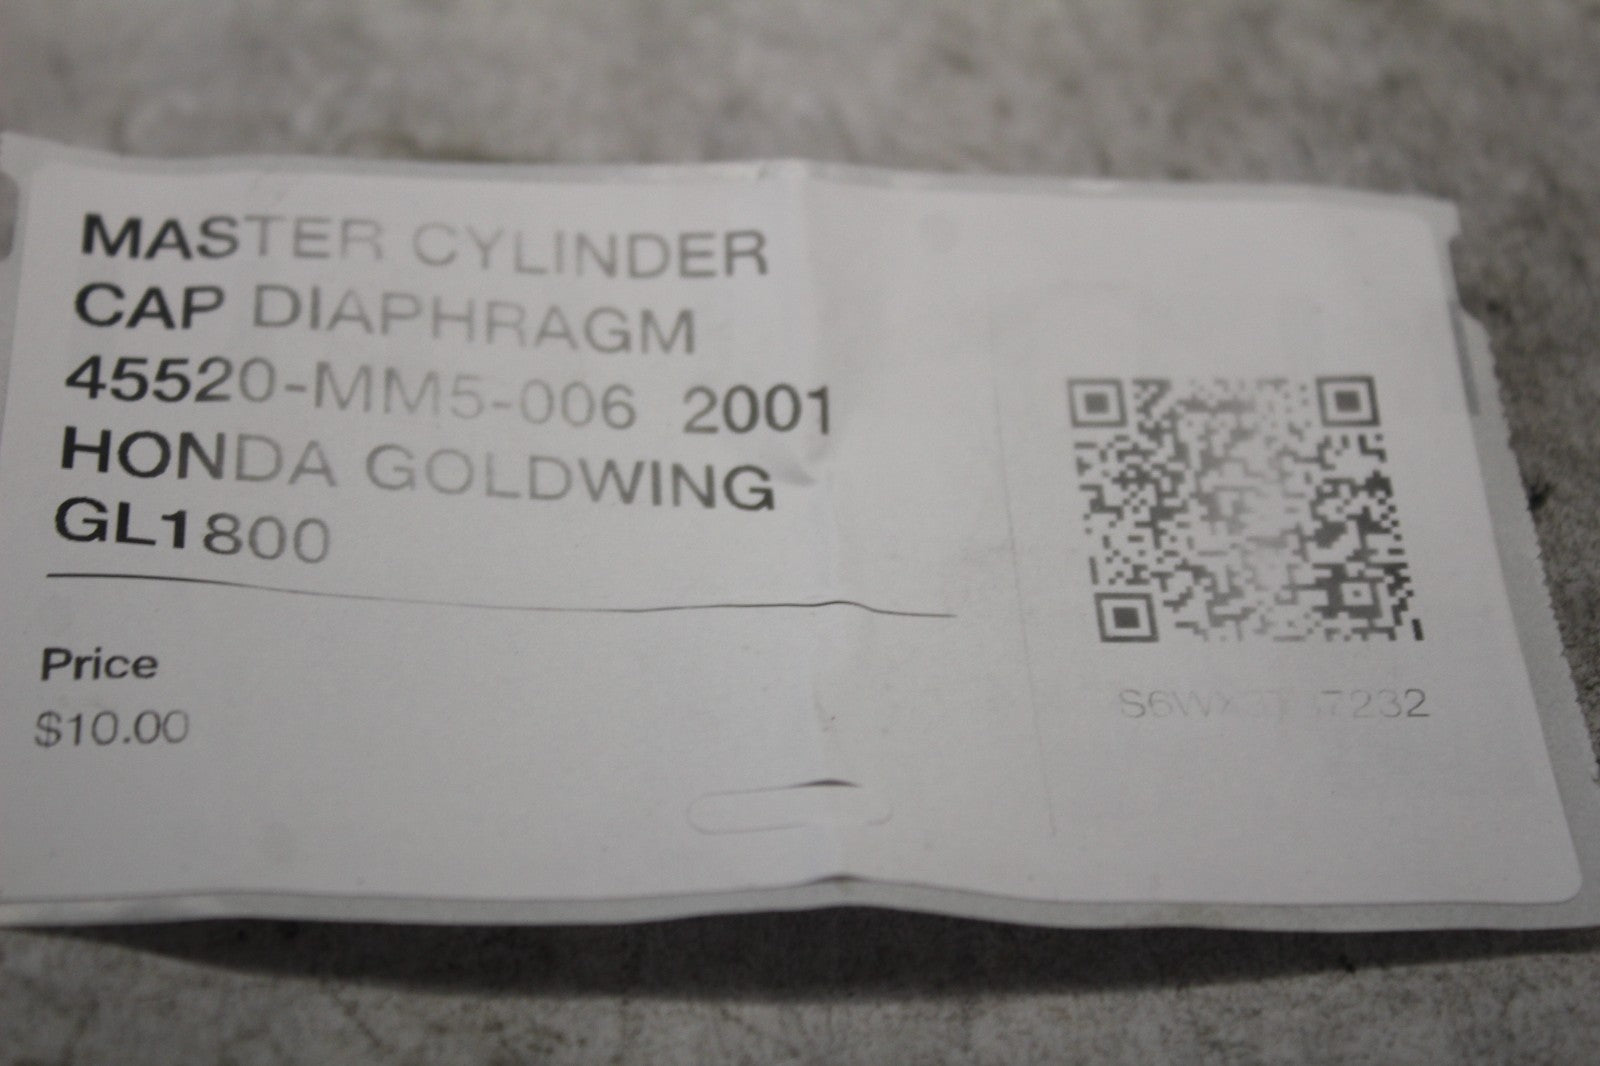 MASTER CYLINDER
CAP DIAPHRAGM
45520-MM5-006 2001
HONDA GOLDWING
GL1800
Price
$10.00